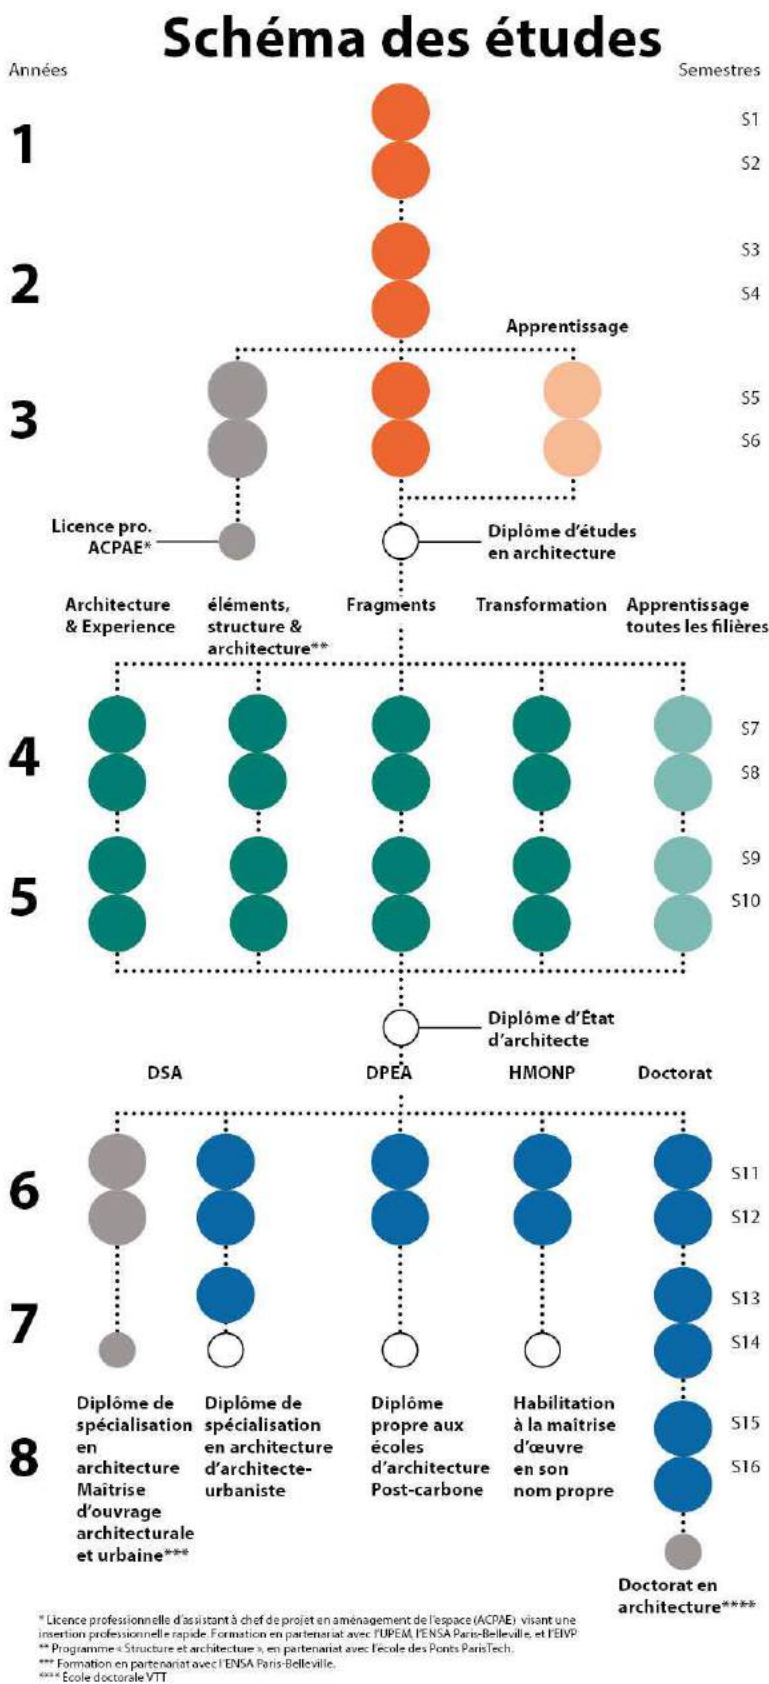 Schéma des études
Années
Semestres
1
S1
S2
2
S3
S4
Apprentissage
3
S5
S6
Licence pro.
ACPAE*
Diplôme d'études
en architecture
Architecture
& Experience
éléments,
structure &
architecture**
Fragments
Transformation
Apprentissage
toutes les filières
4
S7
S8
5
S9
S10
Diplôme d'État
d'architecte
DSA
DPEA
HMONP
Doctorat
6
S11
S12
7
S13
S14
8
S15
S16
Diplôme de
spécialisation
en
architecture
Maîtrise
d'ouvrage
architecturale
et urbaine***
Diplôme de
spécialisation
en architecture
d'architecte-
urbaniste
Diplôme
propre aux
écoles
d'architecture
Post-carbone
Habilitation
à la maîtrise
d'œuvre
en son
nom propre
Doctorat en
architecture****
* Licence professionnelle d'assistant à chef de projet en aménagement de l'espace (ACPAE) visant une
insertion professionnelle rapide. Formation en partenariat avec l'UPEM, l'ENSA Paris-Belleville, et l'EIVP
** Programme « Structure et architecture », en partenariat avec l'école des Ponts ParisTech.
*** Formation en partenariat avec l'ENSA Paris-Belleville.
**** École doctorale VTT